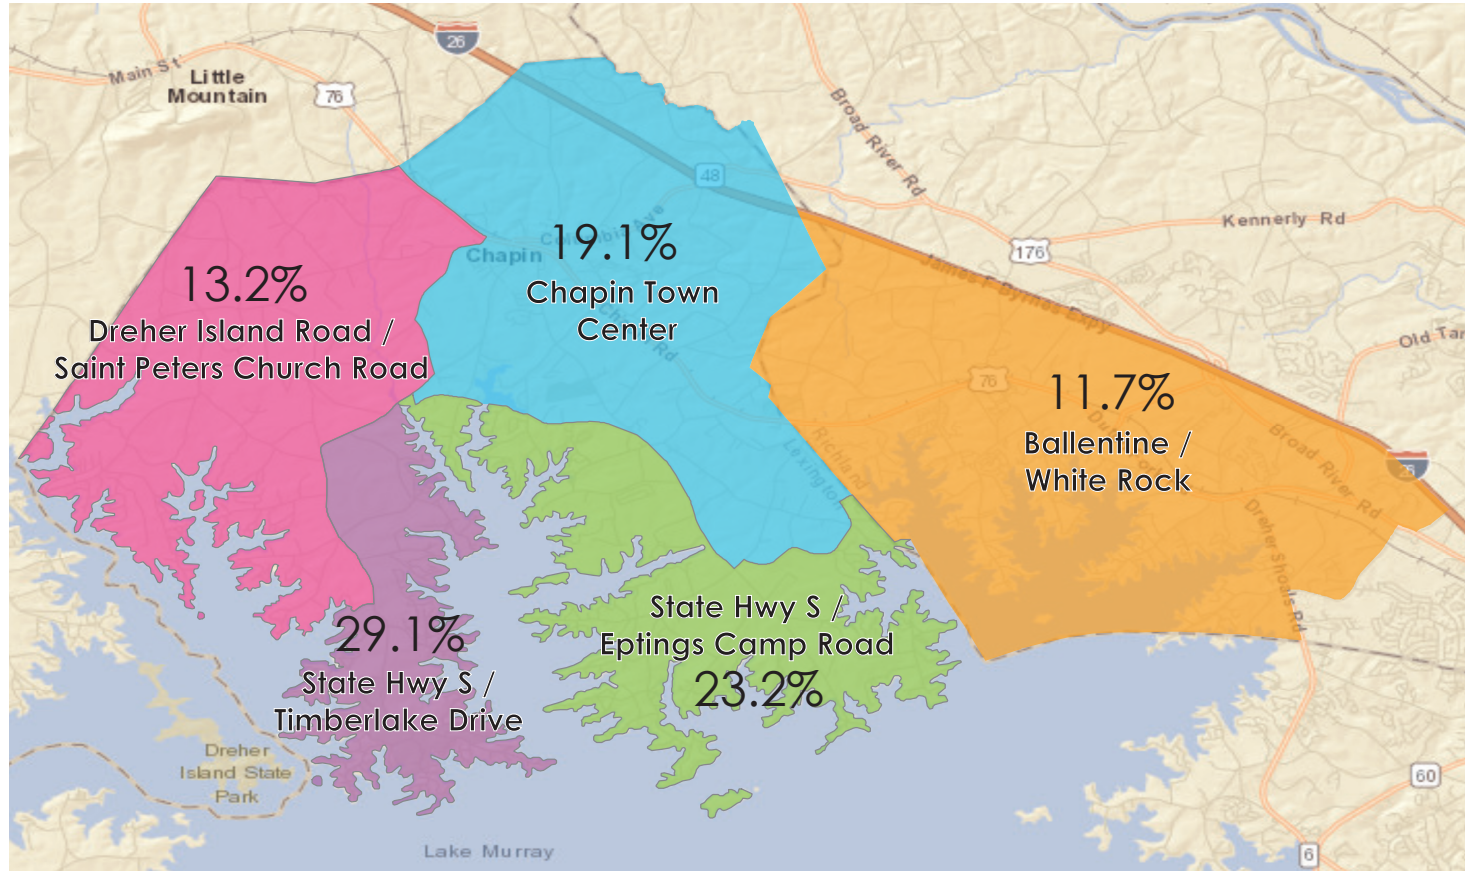 26
Main St
Little
Mountain
76
Broad River Rd
48
Kennerly Rd
176
Columbia Ave
Chapin
19.1%
Chapin Town
Center
13.2%
Dreher Island Road /
Saint Peters Church Road
James F Byrnes Expy
Old Tar
76
11.7%
Ballentine /
White Rock
Richland
Lexington
Broad River Rd
26
Dreher Shoals Rd
State Hwy S /
Eptings Camp Road
23.2%
29.1%
State Hwy S /
Timberlake Drive
Dreher
Island State
Park
60
Lake Murray
6